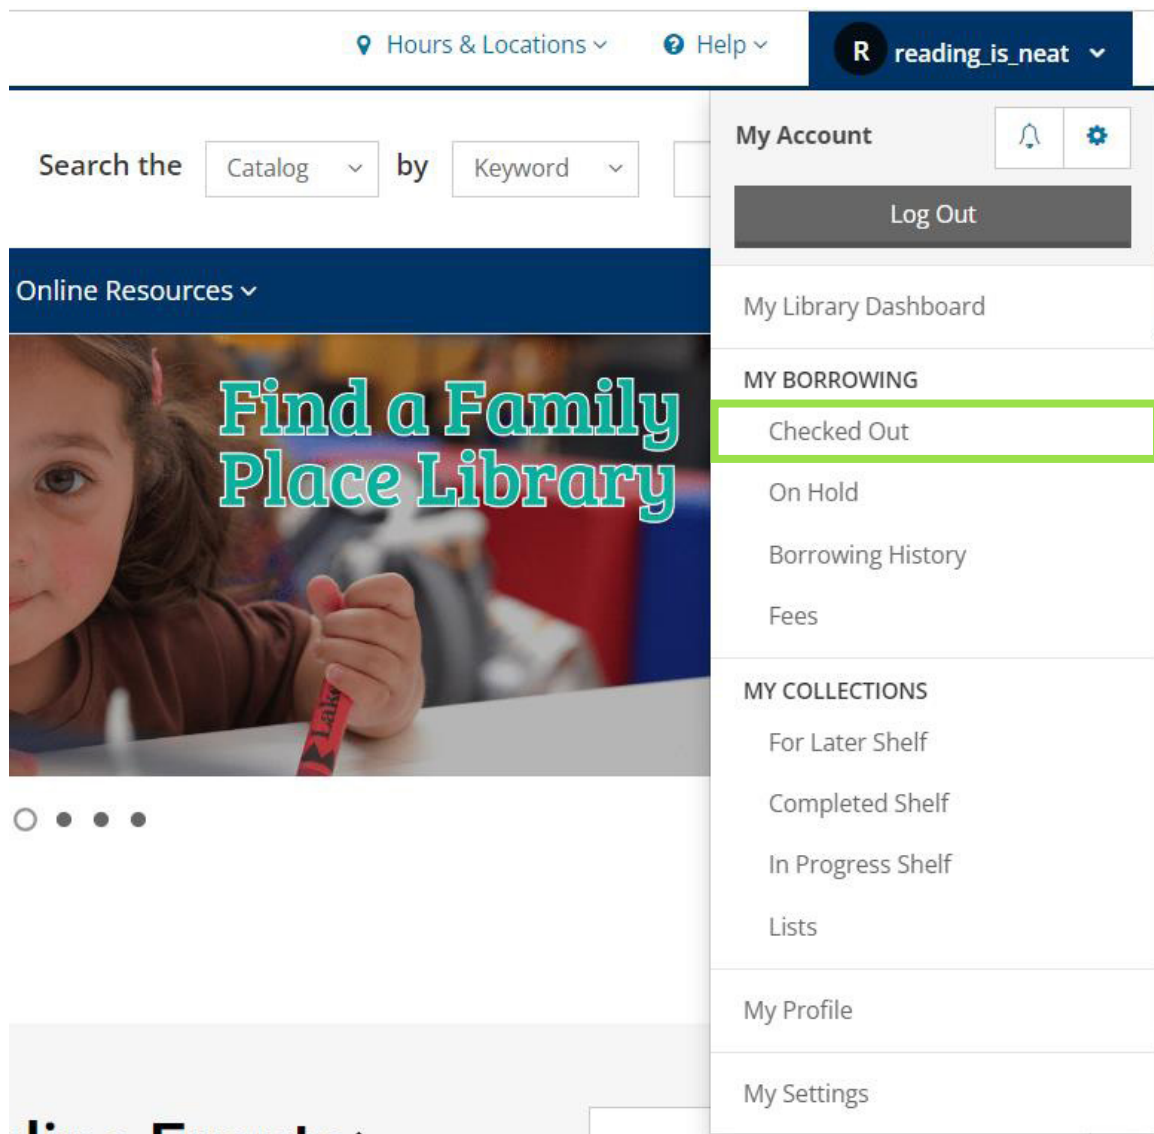 Hours & Locations
Help
R reading_is_neat
Search the Catalog by Keyword
My Account
Log Out
Online Resources
My Library Dashboard
MY BORROWING
Checked Out
On Hold
Borrowing History
Fees
MY COLLECTIONS
For Later Shelf
Completed Shelf
In Progress Shelf
Lists
My Profile
My Settings
Find a Family
Place Library
Lake